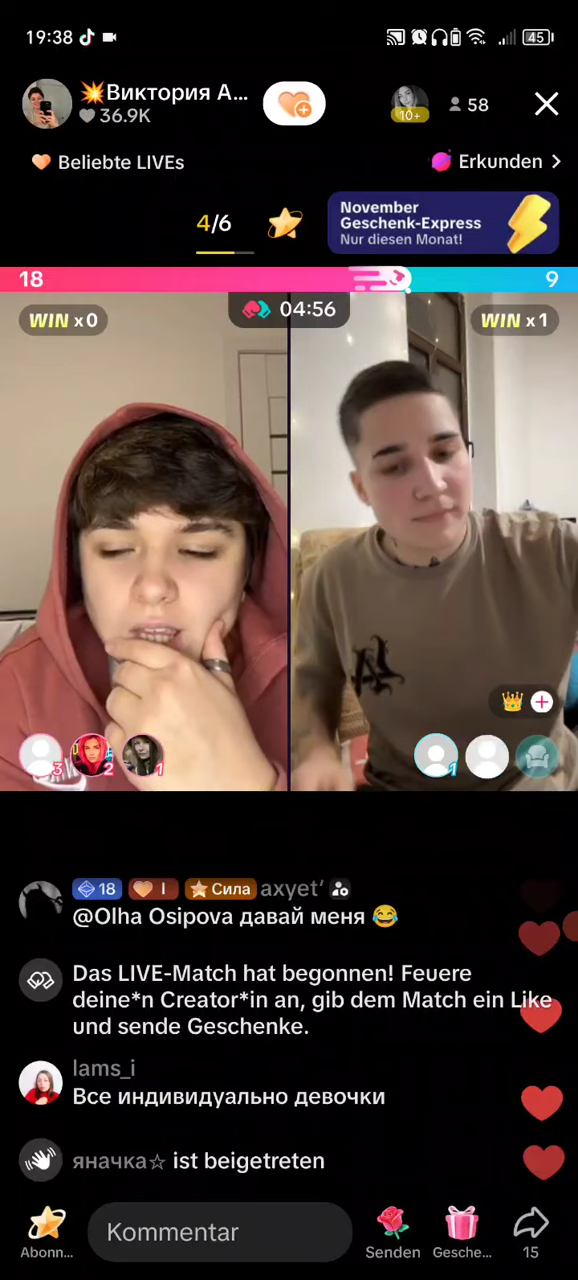 19:38
45
💥Виктория А...
36.9K
10+
58
Beliebte LIVEs
Erkunden
4/6
November
Geschenk-Express
Nur diesen Monat!
18
9
WIN x 0
04:56
WIN x 1
3
2
1
1
18 I Сила axyet’
@Olha Osipova давай меня 😂
Das LIVE-Match hat begonnen! Feuere
deine*n Creator*in an, gib dem Match ein Like
und sende Geschenke.
lams_i
Все индивидуально девочки
яначка☆ ist beigetreten
Abonn...
Kommentar
Senden
Gesche...
15